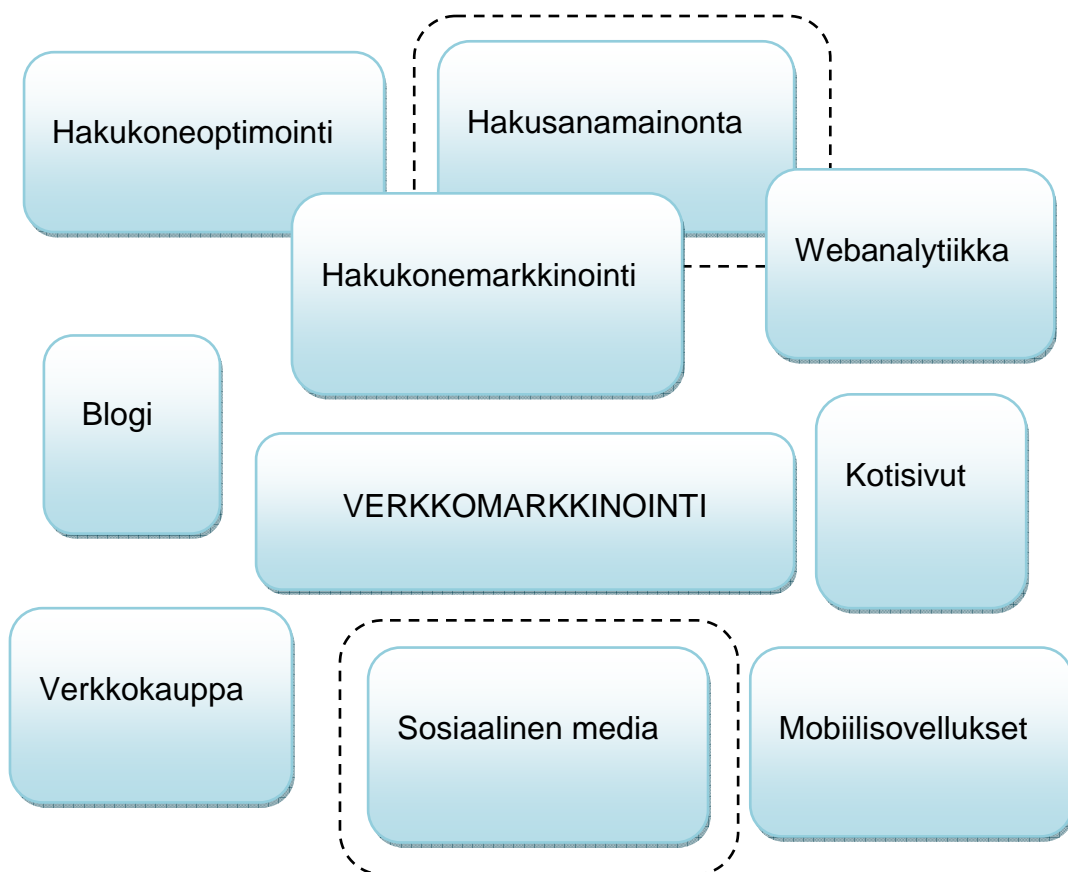 Hakukoneoptimointi
Hakusanamainonta
Webanalytiikka
Hakukonemarkkinointi
Blogi
Kotisivut
VERKKOMARKKINOINTI
Verkkokauppa
Sosiaalinen media
Mobiilisovellukset